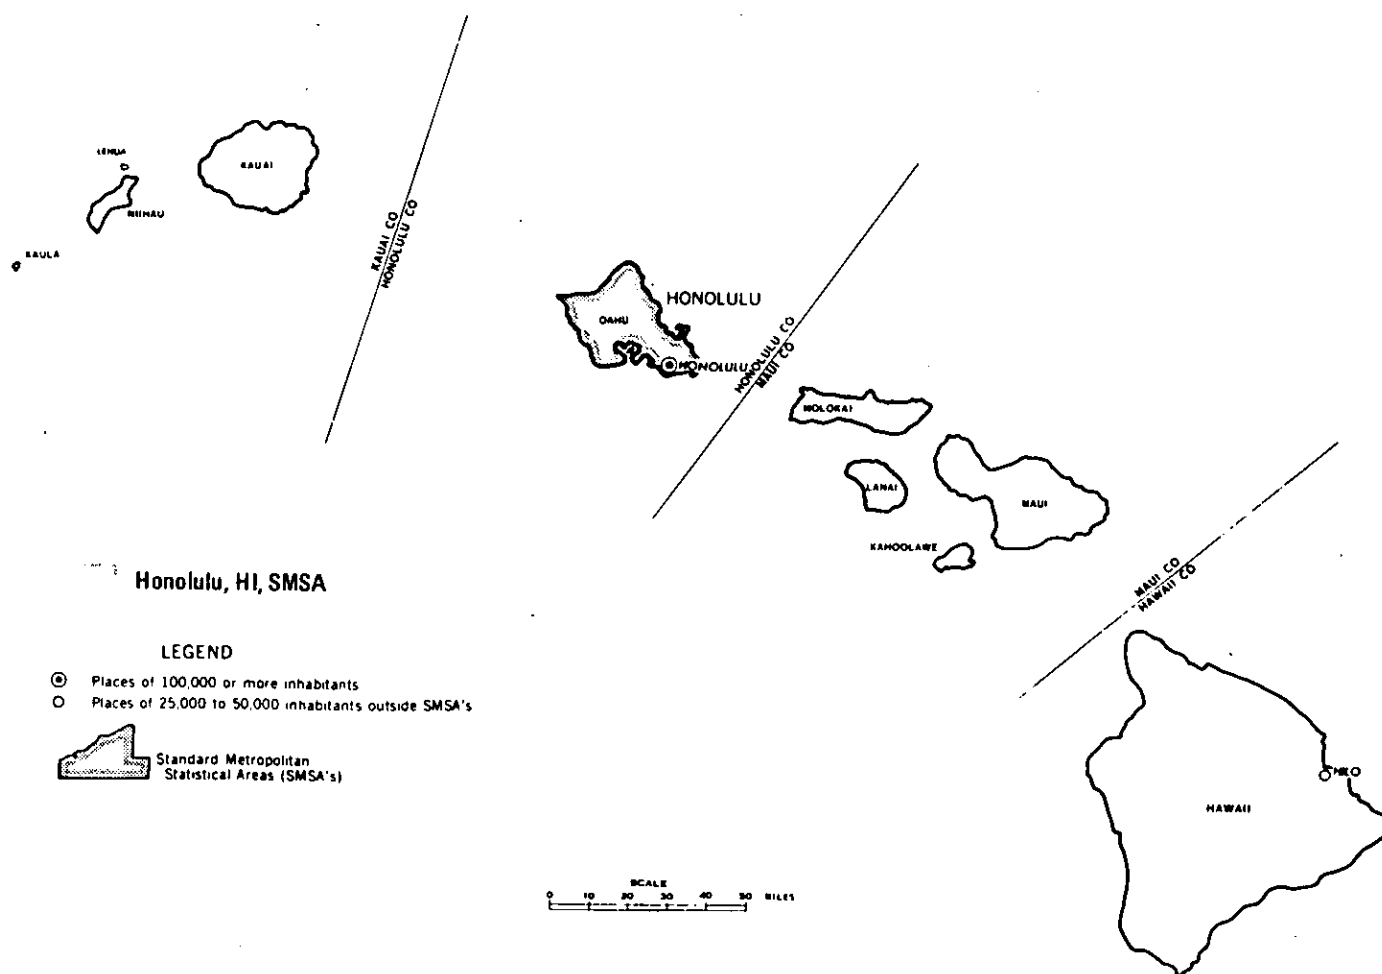 LEHUA
KAUAI
NIIHAU
KAULA
KAUAI CO
HONOLULU CO
HONOLULU
OAHU
HONOLULU
HONOLULU CO
MAUI CO
MOLOKAI
LANAI
MAUI
KAHOOLAWE
MAUI CO
HAWAII CO
Honolulu, HI, SMSA
LEGEND
Places of 100,000 or more inhabitants
Places of 25,000 to 50,000 inhabitants outside SMSA's
Standard Metropolitan
Statistical Areas (SMSA's)
HILO
HAWAII
SCALE
0 10 20 30 40 50 MILES